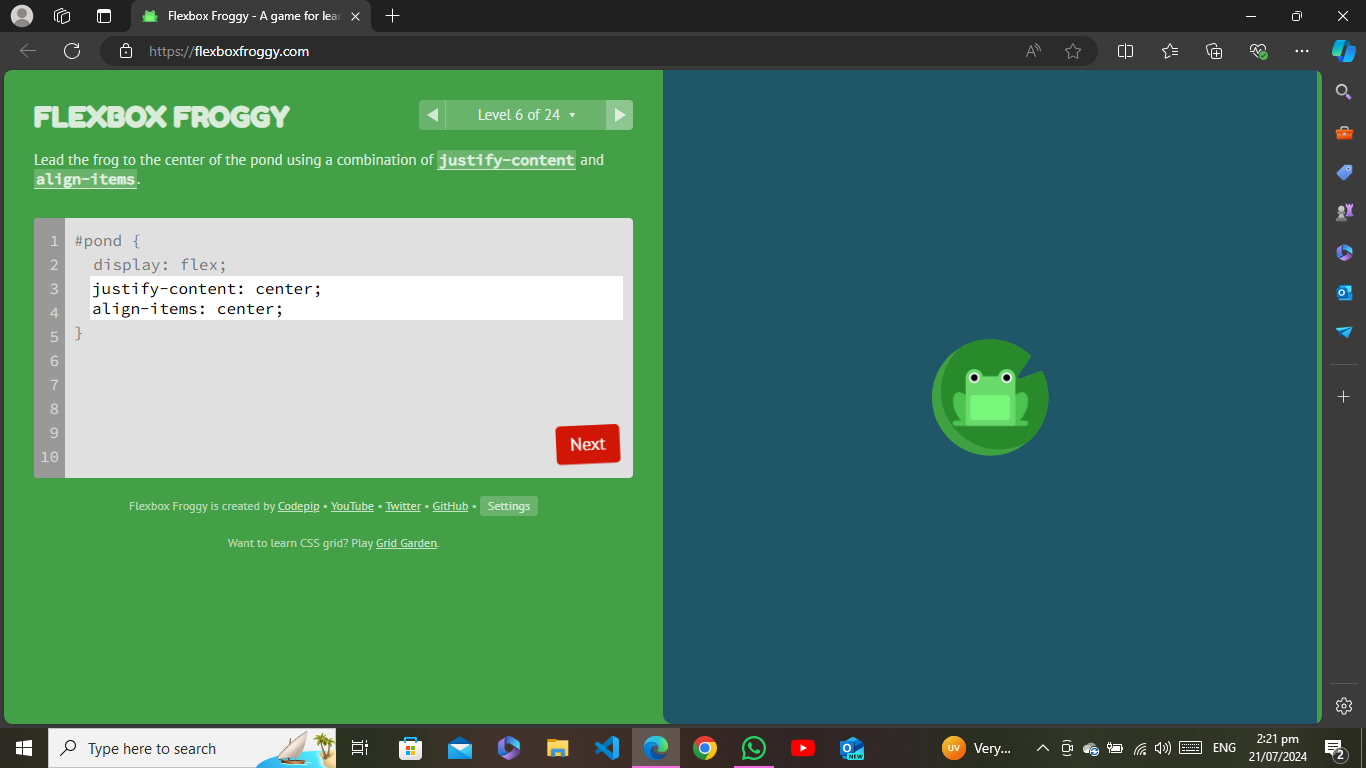 Flexbox Froggy - A game for lear
https://flexboxfroggy.com
FLEXBOX FROGGY
Level 6 of 24
Lead the frog to the center of the pond using a combination of justify-content and
align-items.
1 #pond {
2 display: flex;
3 justify-content: center;
4 align-items: center;
5 }
6
7
8
9
10
Next
Flexbox Froggy is created by Codepip • YouTube • Twitter • GitHub • Settings
Want to learn CSS grid? Play Grid Garden.
Type here to search
NEW
UV
Very...
ENG
2:21 pm
21/07/2024
2